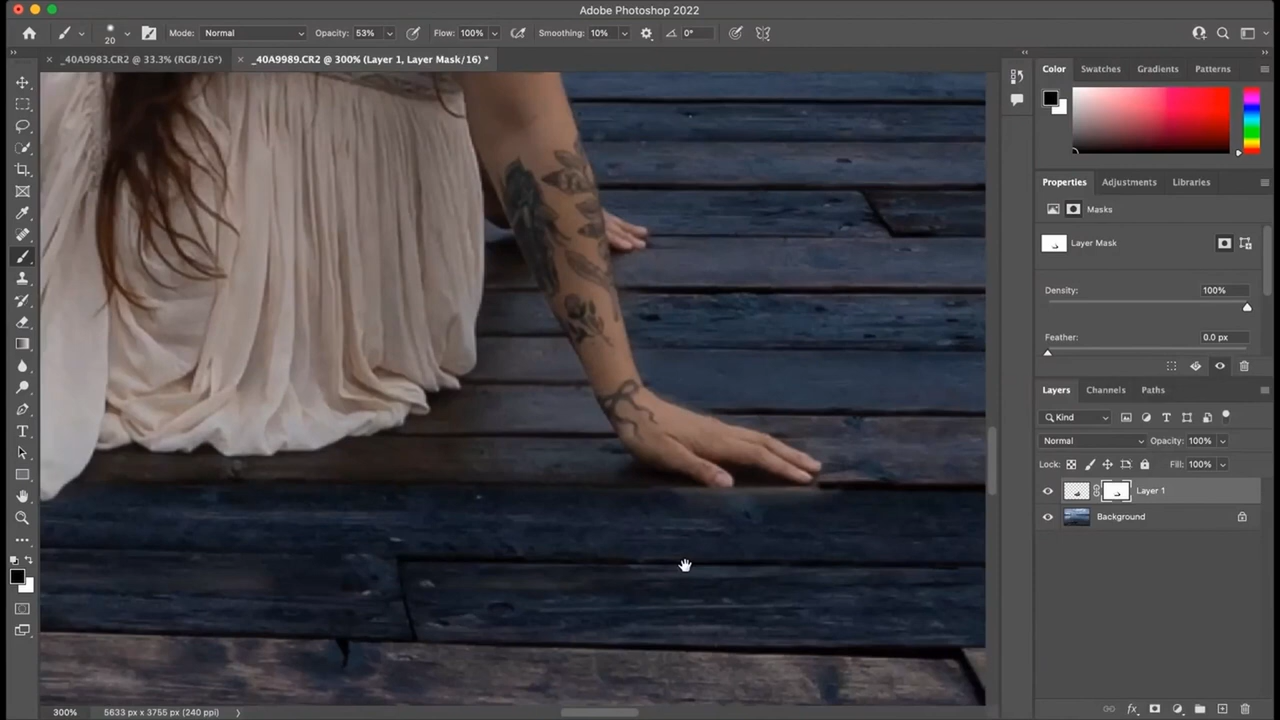 Adobe Photoshop 2022
20 Mode: Normal Opacity: 53% Flow: 100% Smoothing: 10% 0°
_40A9983.CR2 @ 33.3% (RGB/16*) _40A9989.CR2 @ 300% (Layer 1, Layer Mask/16) *
Color Swatches Gradients Patterns
Properties Adjustments Libraries
Masks
Layer Mask
Density: 100%
Feather: 0.0 px
Layers Channels Paths
Kind
Normal Opacity: 100%
Lock: Fill: 100%
Layer 1
Background
300% 5633 px x 3755 px (240 ppi)